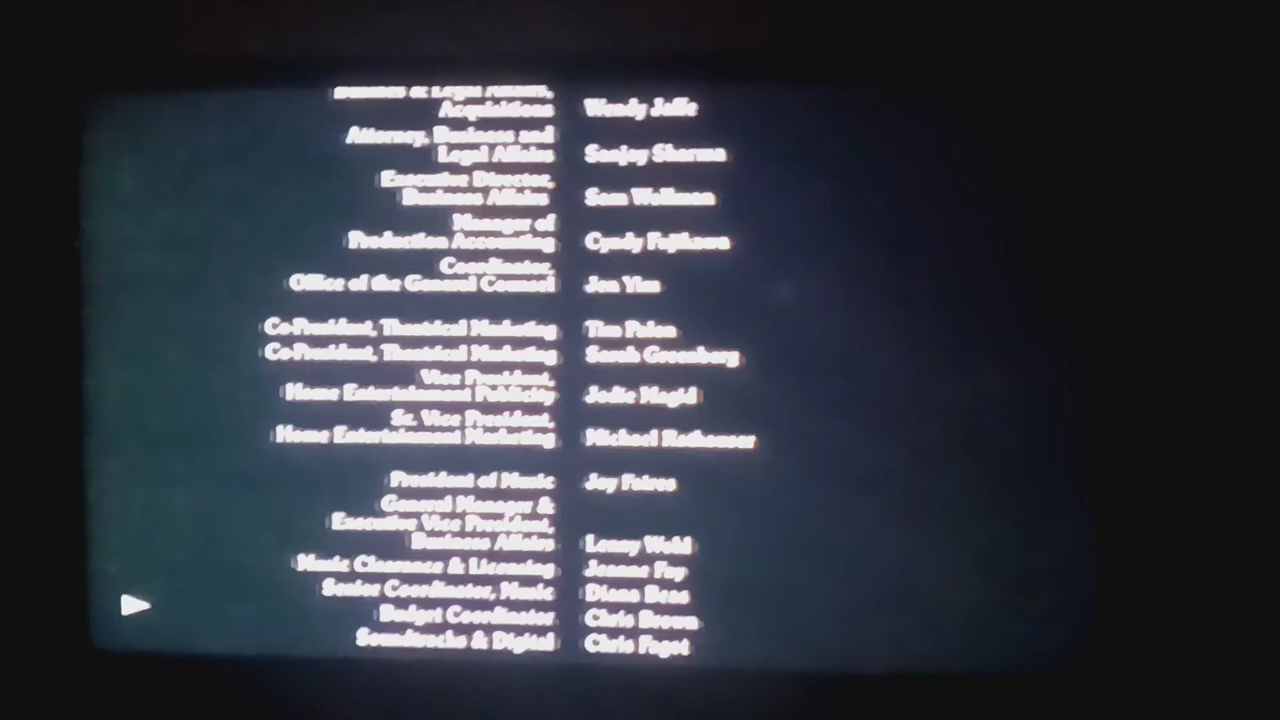 Business & Legal Affairs,
Acquisitions Wendy Jaffe
Attorney, Business and
Legal Affairs Sanjay Sharma
Executive Director,
Business Affairs Sam Wollman
Manager of
Production Accounting Cyndy Fujikawa
Coordinator,
Office of the General Counsel Jen Yim
Co-President, Theatrical Marketing Tim Palen
Co-President, Theatrical Marketing Sarah Greenberg
Vice President,
Home Entertainment Publicity Jodie Magid
Sr. Vice President,
Home Entertainment Marketing Michael Rathauser
President of Music Jay Faires
General Manager &
Executive Vice President,
Business Affairs Lenny Wohl
Music Clearance & Licensing Jeanne Fay
Senior Coordinator, Music Diana
Budget Coordinator Chris Brown
Soundtracks & Digital Chris Fagot